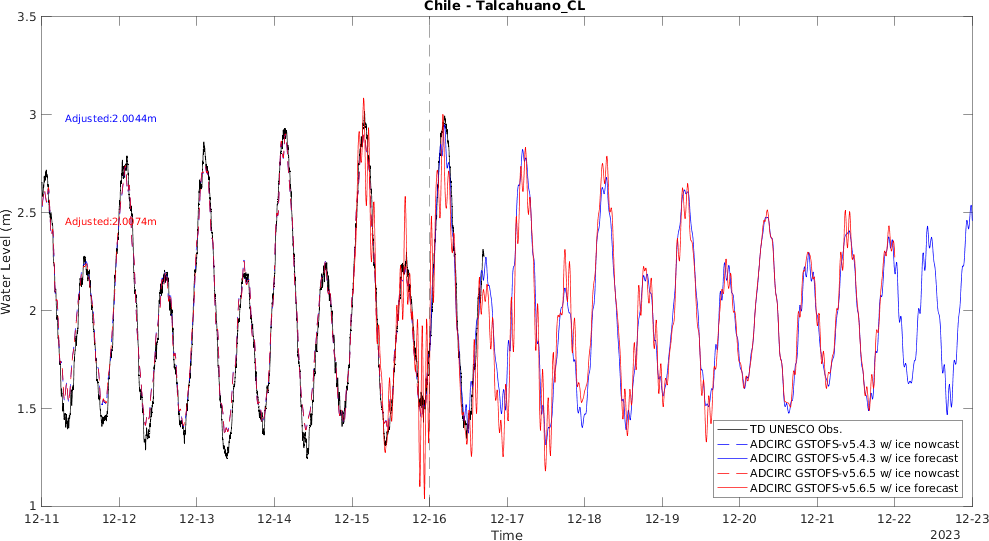 Chile - Talcahuano_CL
3.5
3
2.5
2
1.5
1
Water Level (m)
Adjusted:2.0044m
Adjusted:2.0074m
TD UNESCO Obs.
ADCIRC GSTOFS-v5.4.3 w/ ice nowcast
ADCIRC GSTOFS-v5.4.3 w/ ice forecast
ADCIRC GSTOFS-v5.6.5 w/ ice nowcast
ADCIRC GSTOFS-v5.6.5 w/ ice forecast
12-11 12-12 12-13 12-14 12-15 12-16 12-17 12-18 12-19 12-20 12-21 12-22 12-23
Time
2023